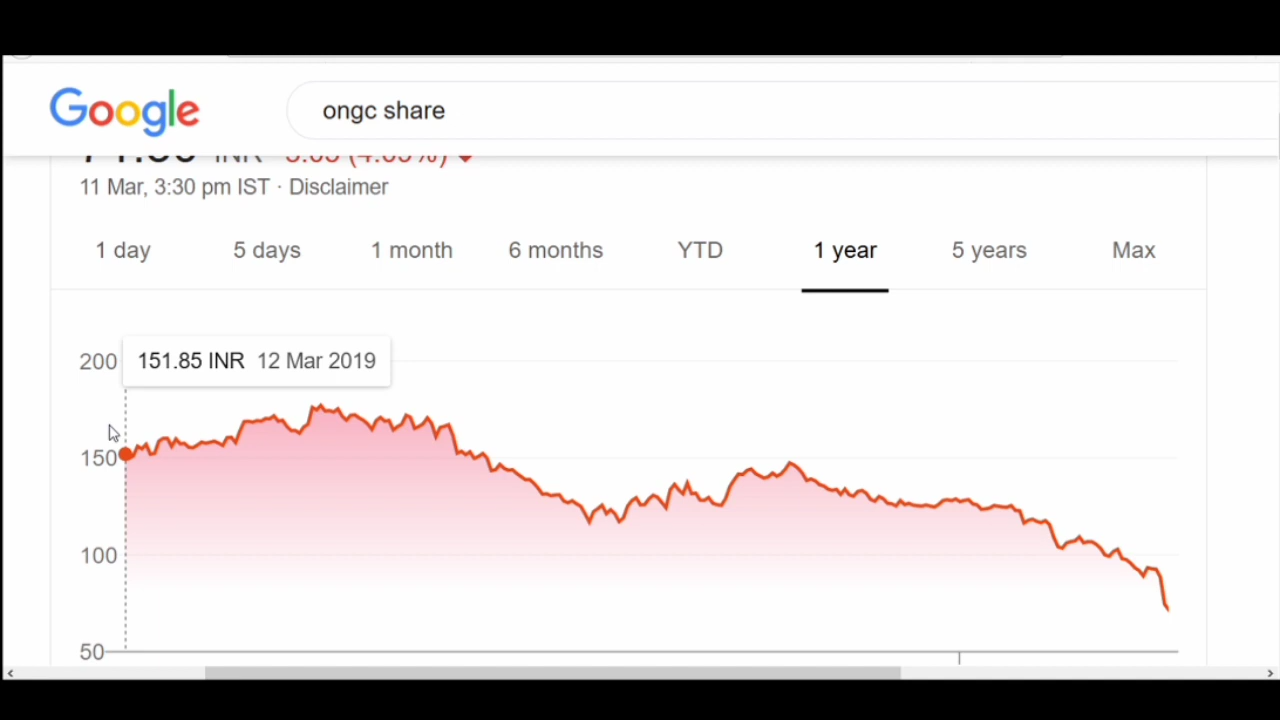 Google
ongc share
INR
11 Mar, 3:30 pm IST · Disclaimer
1 day 5 days 1 month 6 months YTD 1 year 5 years Max
200
151.85 INR 12 Mar 2019
150
100
50